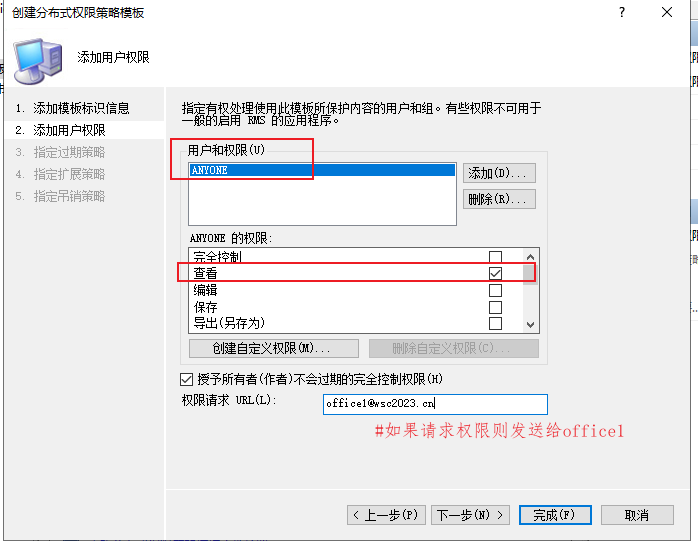 创建分布式权限策略模板
?
添加用户权限
1. 添加模板标识信息
2. 添加用户权限
3. 指定过期策略
4. 指定扩展策略
5. 指定吊销策略
指定有权处理使用此模板所保护内容的用户和组。有些权限不可用于
一般的启用 RMS 的应用程序。
用户和权限(U)
ANYONE
添加(D)...
删除(R)...
ANYONE 的权限:
完全控制
查看
编辑
保存
导出(另存为)
创建自定义权限(M)...
删除自定义权限(C)...
授予所有者(作者)不会过期的完全控制权限(H)
权限请求 URL(L):
office1@wsc2023.cn
#如果请求权限则发送给office1
< 上一步(P)
下一步(N) >
完成(F)
取消